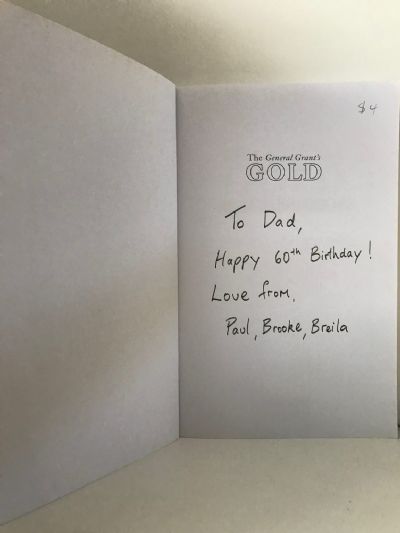 $4
The General Grant's
GOLD
To Dad,
Happy 60th Birthday!
Love from,
Paul, Brooke, Breila